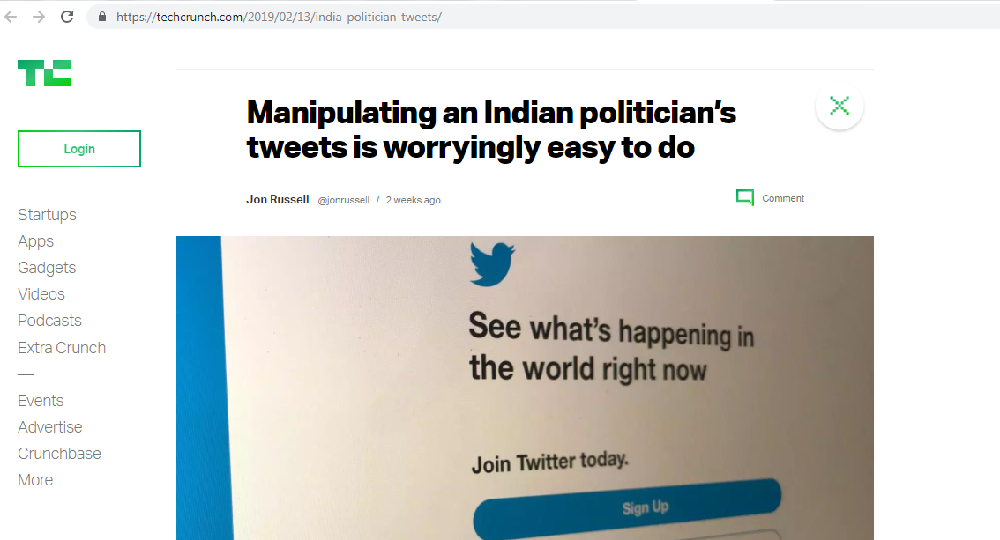 https://techcrunch.com/2019/02/13/india-politician-tweets/
TC
Login
Startups
Apps
Gadgets
Videos
Podcasts
Extra Crunch
—
Events
Advertise
Crunchbase
More
Manipulating an Indian politician’s
tweets is worryingly easy to do
Jon Russell @jonrussell / 2 weeks ago
Comment
See what's happening in
the world right now
Join Twitter today.
Sign Up